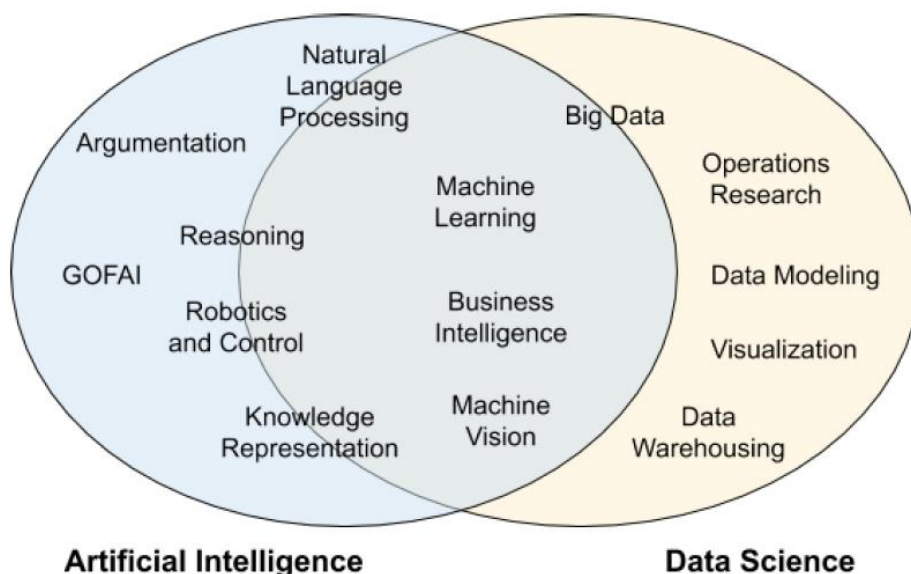 Natural
Language
Processing
Big Data
Argumentation
Operations
Research
Machine
Learning
Reasoning
GOFAI
Data Modeling
Robotics
and Control
Business
Intelligence
Visualization
Knowledge
Representation
Machine
Vision
Data
Warehousing
Artificial Intelligence
Data Science